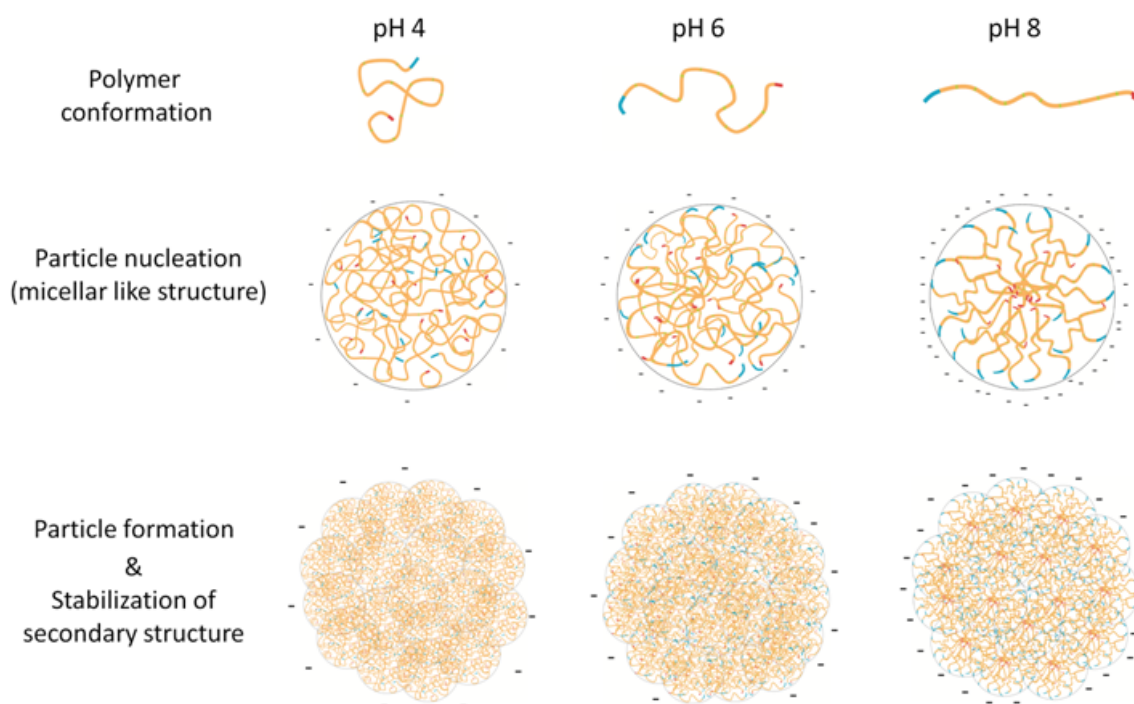 pH 4
pH 6
pH 8
Polymer
conformation
Particle nucleation
(micellar like structure)
Particle formation
&
Stabilization of
secondary structure